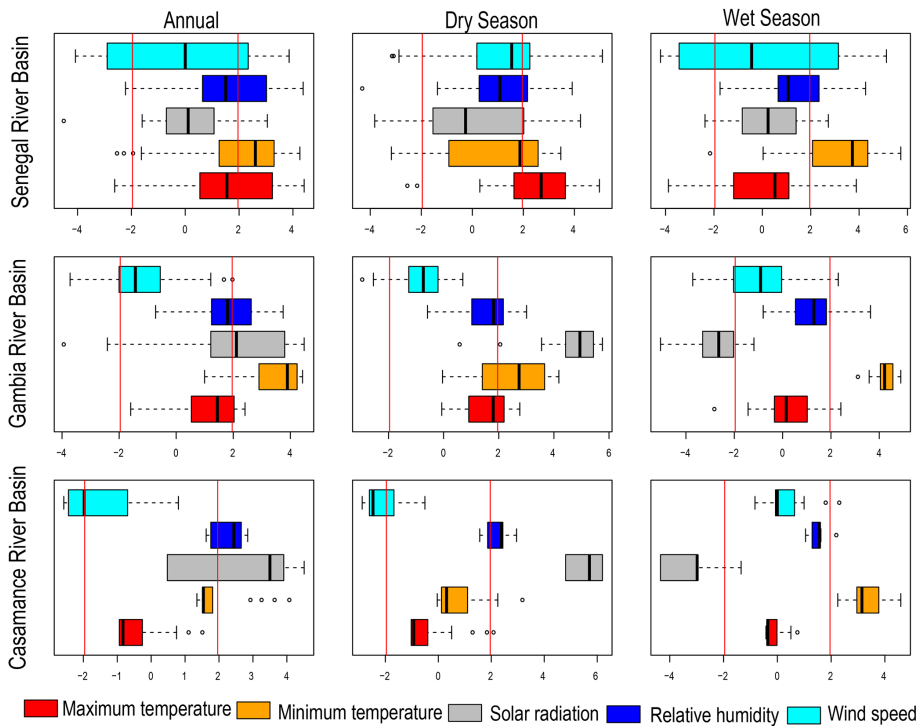 Annual Dry Season Wet Season
Senegal River Basin
−4 −2 0 2 4
−4 −2 0 2 4
−4 −2 0 2 4 6
Gambia River Basin
−4 −2 0 2 4
−2 0 2 4 6
−4 −2 0 2 4
Casamance River Basin
−2 −1 0 1 2 3 4
−2 0 2 4 6
−4 −2 0 2 4
Maximum temperature Minimum temperature Solar radiation Relative humidity Wind speed